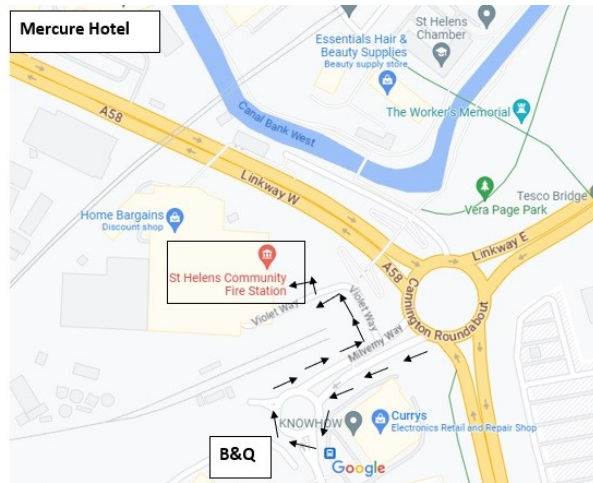 Mercure Hotel
St Helens
Chamber
Essentials Hair &
Beauty Supplies
Beauty supply store
A58
Canal Bank West
The Worker's Memorial
Linkway W
Vera Page Park
Tesco Bridge
Home Bargains
Discount shop
Linkway E
St Helens Community
Fire Station
A58
Cannington Roundabout
Violet Way
Violet Way
Milverny Way
KNOWHOW
Currys
Electronics Retail and Repair Shop
B&Q
Google